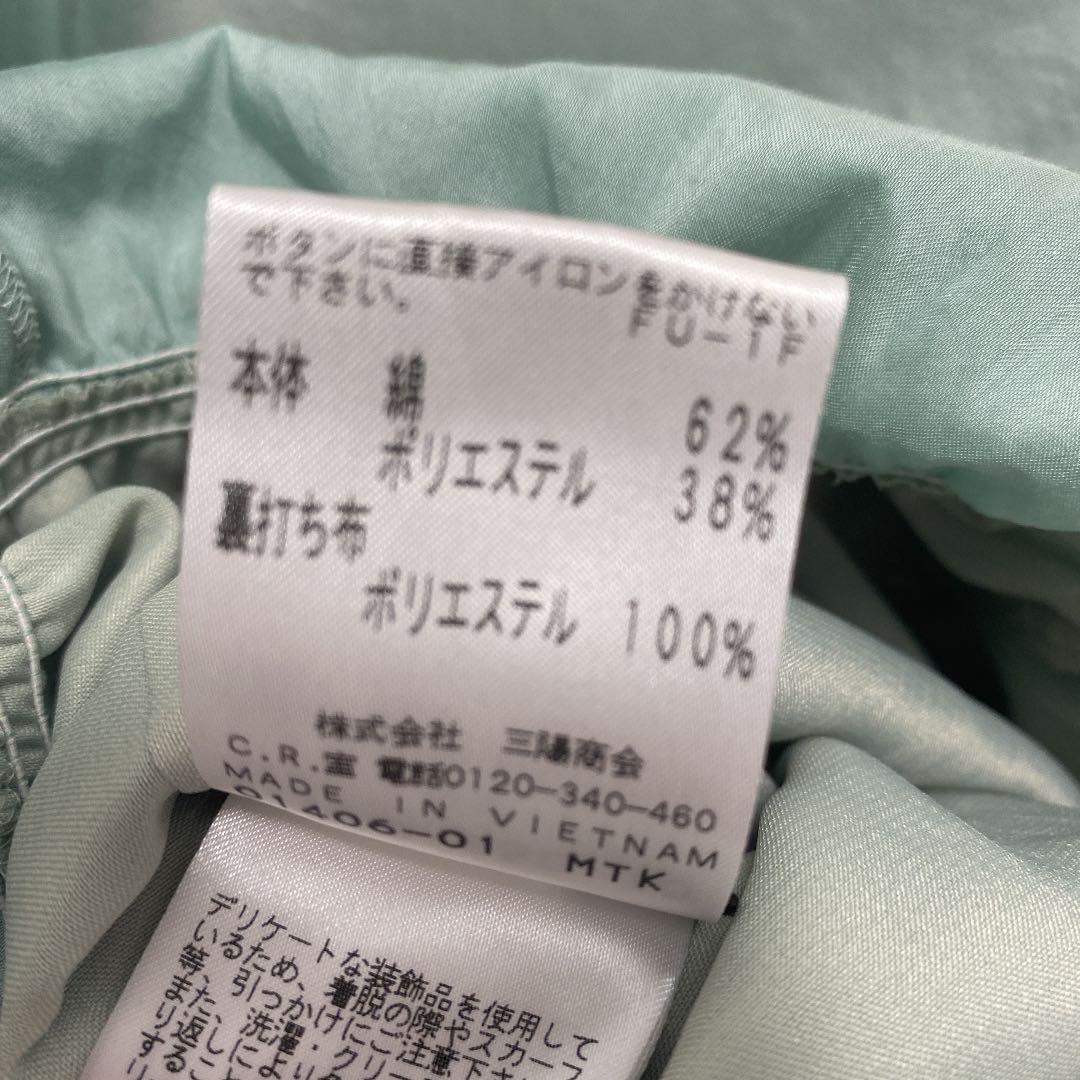 ボタンに直接アイロンをかけない
で下さい。
FU-1F
本体 綿 62%
ポリエステル 38%
裏打ち布
ポリエステル 100%
株式会社 三陽商会
C.R.室 電話0120-340-460
MADE IN VIETNAM
01406-01 MTK
デリケートな装飾品を使用して
いるため、着脱の際やスカーフ
等、引っかけにご注意下さ
また、洗濯・クリー
り返しにより
すること